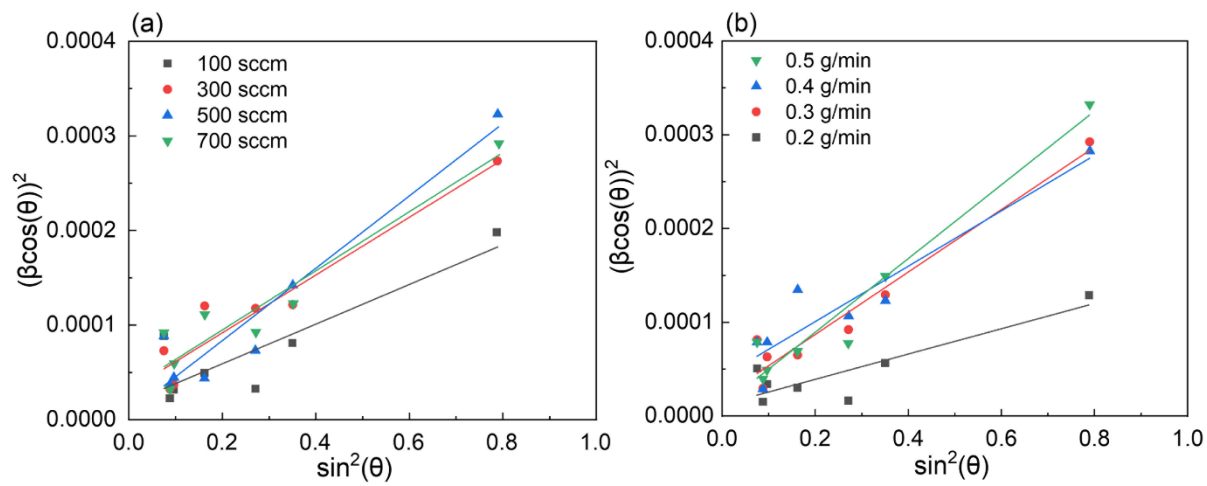 (a)
(βcos(θ))²
0.0004
0.0003
0.0002
0.0001
0.0000
100 sccm
300 sccm
500 sccm
700 sccm
0.0 0.2 0.4 0.6 0.8 1.0
sin²(θ)
(b)
(βcos(θ))²
0.0004
0.0003
0.0002
0.0001
0.0000
0.5 g/min
0.4 g/min
0.3 g/min
0.2 g/min
0.0 0.2 0.4 0.6 0.8 1.0
sin²(θ)